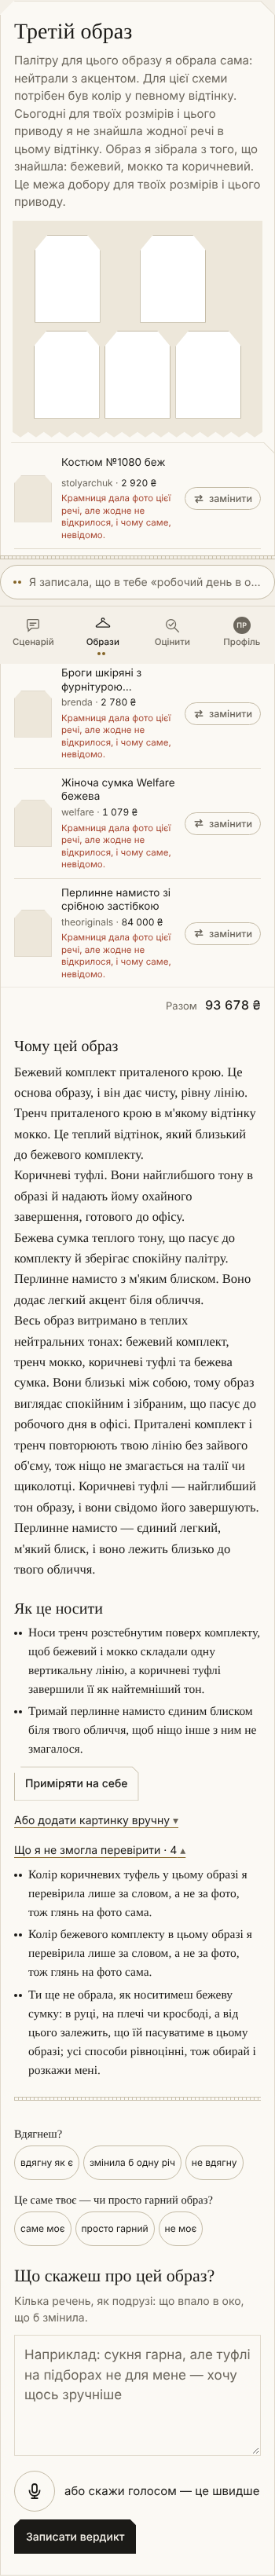 Третій образ
Палітру для цього образу я обрала сама:
нейтрали з акцентом. Для цієї схеми
потрібен був колір у певному відтінку.
Сьогодні для твоїх розмірів і цього
приводу я не знайшла жодної речі в
цьому відтінку. Образ я зібрала з того, що
знайшла: бежевий, мокко та коричневий.
Це межа добору для твоїх розмірів і цього
приводу.
Костюм №1080 беж
stolyarchuk · 2 920 ₴
Крамниця дала фото цієї
речі, але жодне не
відкрилося, і чому саме,
невідомо.
замінити
Я записала, що в тебе «робочий день в о...
Сценарій
Образи
Оцінити
ПР
Профіль
Броги шкіряні з
фурнітурою...
brenda · 2 780 ₴
Крамниця дала фото цієї
речі, але жодне не
відкрилося, і чому саме,
невідомо.
замінити
Жіноча сумка Welfare
бежева
welfare · 1 079 ₴
Крамниця дала фото цієї
речі, але жодне не
відкрилося, і чому саме,
невідомо.
замінити
Перлинне намисто зі
срібною застібкою
theoriginals · 84 000 ₴
Крамниця дала фото цієї
речі, але жодне не
відкрилося, і чому саме,
невідомо.
замінити
Разом 93 678 ₴
Чому цей образ
Бежевий комплект приталеного крою. Це
основа образу, і він дає чисту, рівну лінію.
Тренч приталеного крою в м'якому відтінку
мокко. Це теплий відтінок, який близький
до бежевого комплекту.
Коричневі туфлі. Вони найглибшого тону в
образі й надають йому охайного
завершення, готового до офісу.
Бежева сумка теплого тону, що пасує до
комплекту й зберігає спокійну палітру.
Перлинне намисто з м'яким блиском. Воно
додає легкий акцент біля обличчя.
Весь образ витримано в теплих
нейтральних тонах: бежевий комплект,
тренч мокко, коричневі туфлі та бежева
сумка. Вони близькі між собою, тому образ
виглядає спокійним і зібраним, що пасує до
робочого дня в офісі. Приталені комплект і
тренч повторюють твою лінію без зайвого
об'єму, тож ніщо не змагається на талії чи
щиколотці. Коричневі туфлі — найглибший
тон образу, і вони свідомо його завершують.
Перлинне намисто — єдиний легкий,
м'який блиск, і воно лежить близько до
твого обличчя.
Як це носити
Носи тренч розстебнутим поверх комплекту,
щоб бежевий і мокко складали одну
вертикальну лінію, а коричневі туфлі
завершили її як найтемніший тон.
Тримай перлинне намисто єдиним блиском
біля твого обличчя, щоб ніщо інше з ним не
змагалося.
Приміряти на себе
Або додати картинку вручну ▾
Що я не змогла перевірити · 4 ▴
Колір коричневих туфель у цьому образі я
перевірила лише за словом, а не за фото,
тож глянь на фото сама.
Колір бежевого комплекту в цьому образі я
перевірила лише за словом, а не за фото,
тож глянь на фото сама.
Ти ще не обрала, як носитимеш бежеву
сумку: в руці, на плечі чи кросбоді, а від
цього залежить, що їй пасуватиме в цьому
образі; усі способи рівноцінні, тож обирай і
розкажи мені.
Вдягнеш?
вдягну як є
змінила б одну річ
не вдягну
Це саме твоє — чи просто гарний образ?
саме моє
просто гарний
не моє
Що скажеш про цей образ?
Кілька речень, як подрузі: що впало в око,
що б змінила.
Наприклад: сукня гарна, але туфлі
на підборах не для мене — хочу
щось зручніше
або скажи голосом — це швидше
Записати вердикт